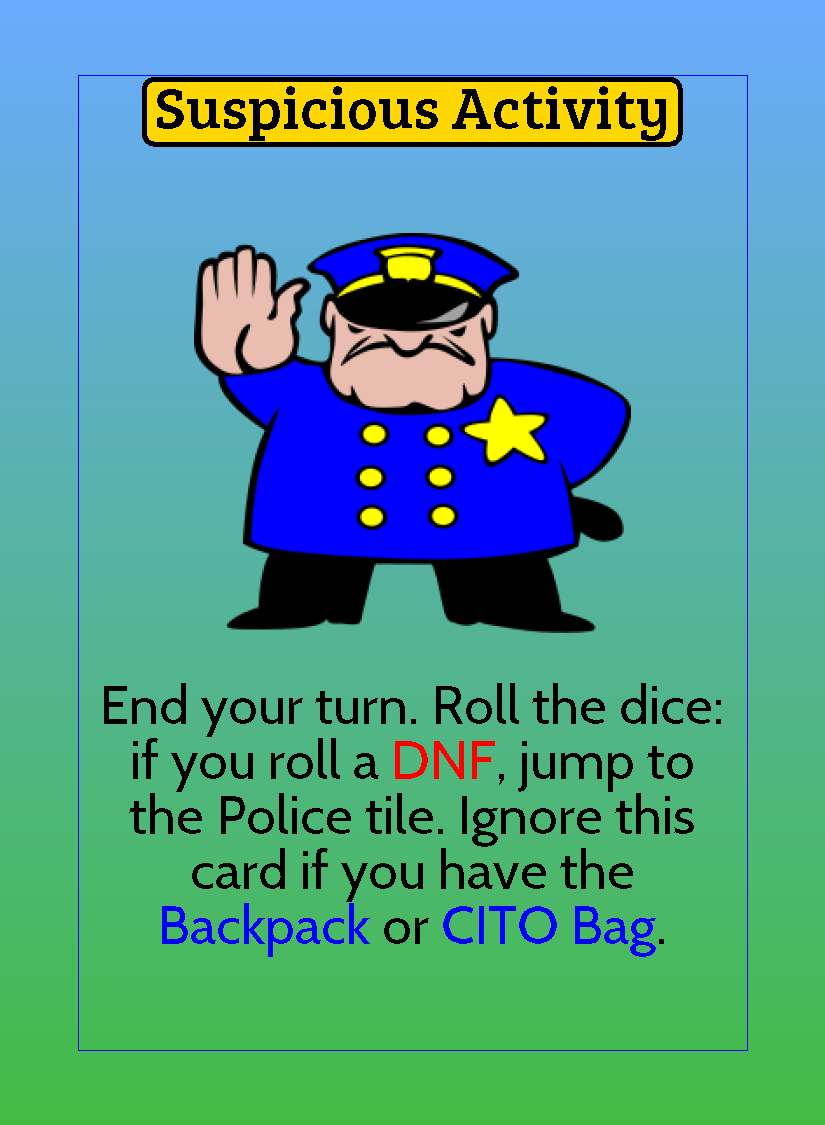 Suspicious Activity
End your turn. Roll the dice:
if you roll a DNF, jump to
the Police tile. Ignore this
card if you have the
Backpack or CITO Bag.